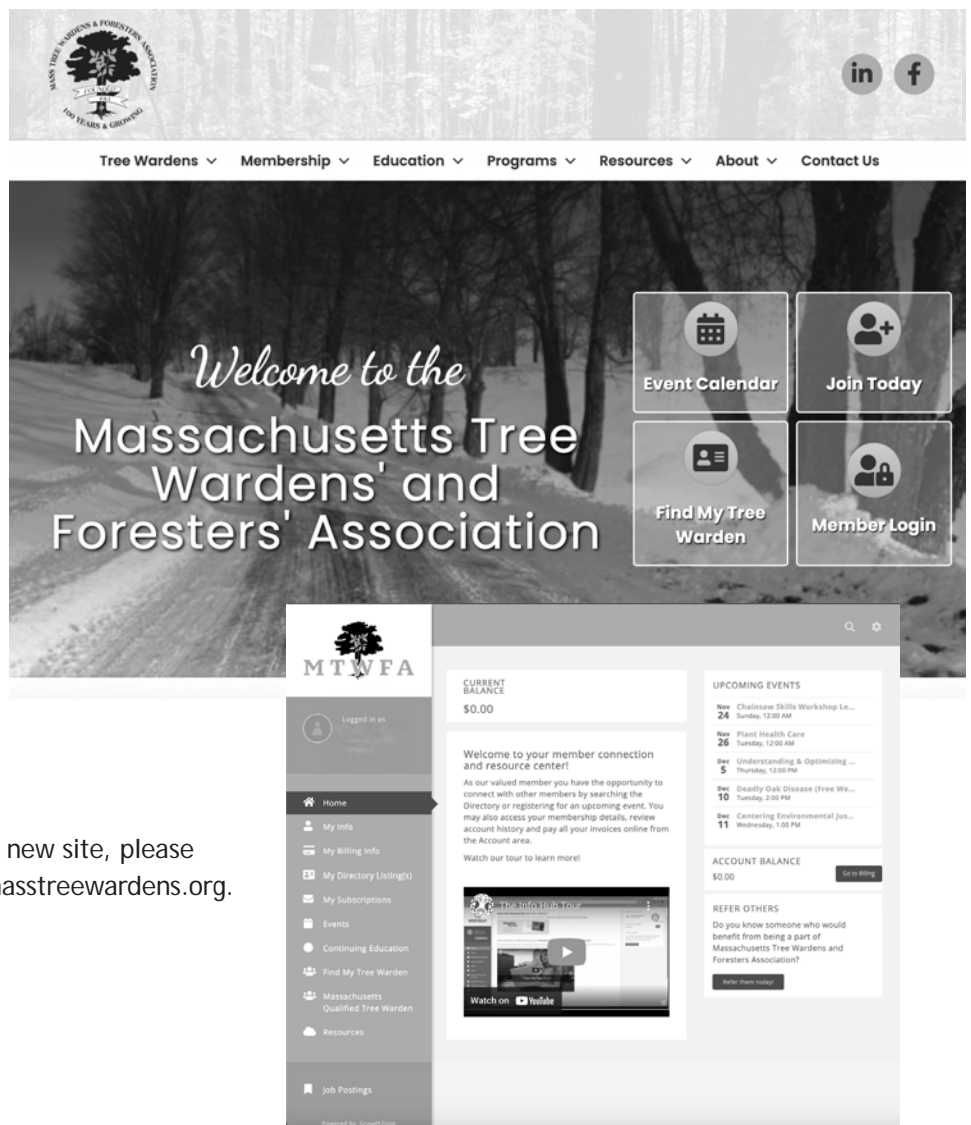 MASS TREE WARDENS & FORESTERS ASSOCIATION
FOUNDED
1913
100 YEARS & GROWING
in f
Tree Wardens Membership Education Programs Resources About Contact Us
Welcome to the
Massachusetts Tree
Wardens' and
Foresters' Association
Event Calendar
Join Today
Find My Tree
Warden
Member Login
new site, please
masstreewardens.org.
MTWFA
Logged in as
Home
My Info
My Billing Info
My Directory Listing(s)
My Subscriptions
Events
Continuing Education
Find My Tree Warden
Massachusetts
Qualified Tree Warden
Resources
Job Postings
Powered by GrowthZone
CURRENT
BALANCE
$0.00
Welcome to your member connection
and resource center!
As our valued member you have the opportunity to
connect with other members by searching the
Directory or registering for an upcoming event. You
may also access your membership details, review
account history and pay all your invoices online from
the Account area.
Watch our tour to learn more!
The Info Hub Tour
Watch on YouTube
UPCOMING EVENTS
Nov 24 Chainsaw Skills Workshop Le...
Sunday, 12:00 AM
Nov 26 Plant Health Care
Tuesday, 12:00 AM
Dec 5 Understanding & Optimizing ...
Thursday, 12:00 PM
Dec 10 Deadly Oak Disease (Free We...
Tuesday, 2:00 PM
Dec 11 Centering Environmental Jus...
Wednesday, 1:00 PM
ACCOUNT BALANCE
$0.00
Go to Billing
REFER OTHERS
Do you know someone who would
benefit from being a part of
Massachusetts Tree Wardens and
Foresters Association?
Refer them today!